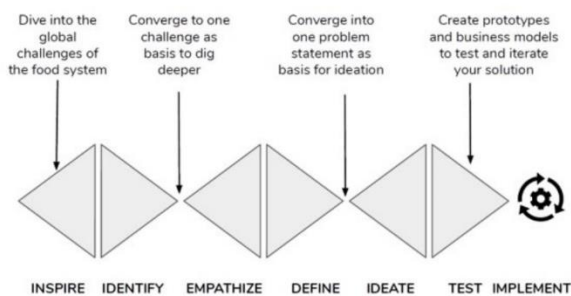 Dive into the
global
challenges of
the food system
Converge to one
challenge as
basis to dig
deeper
Converge into
one problem
statement as
basis for ideation
Create prototypes
and business models
to test and iterate
your solution
INSPIRE IDENTIFY EMPATHIZE DEFINE IDEATE TEST IMPLEMENT